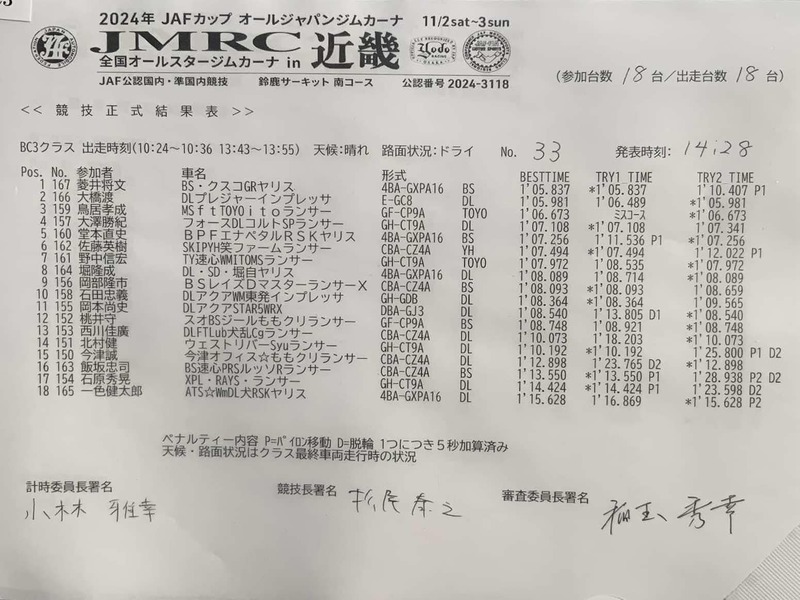 2024年 JAFカップ オールジャパンジムカーナ 11/2sat~3sun
JMRC 近畿
全国オールスタージムカーナ in
JAF公認国内・準国内競技 鈴鹿サーキット 南コース 公認番号 2024-3118
(参加台数 18台/出走台数 18台)
<< 競技正式結果表 >>
BC3クラス 出走時刻(10:24~10:36 13:43~13:55) 天候:晴れ 路面状況:ドライ No. 33 発表時刻: 14:28
Pos. No. 参加者 車名 形式 BESTTIME TRY1 TIME TRY2 TIME
1 167 菱井将文 BS・クスコGRヤリス 4BA-GXPA16 BS 1'05.837 *1'05.837 1'10.407 P1
2 166 大橋渡 DLプレジャーインプレッサ E-GC8 DL 1'05.981 1'06.489 *1'05.981
3 159 鳥居孝成 MSftTOYOitoランサー GF-CP9A TOYO 1'06.673 ミスコース *1'06.673
4 157 大澤勝紀 フォースDLコルトSPランサー GH-CT9A DL 1'07.108 *1'07.108 1'07.341
5 160 堂本直史 BPFエナペタルRSKヤリス 4BA-GXPA16 BS 1'07.256 1'11.536 P1 *1'07.256
6 162 佐藤英樹 SKIPYH笑ファームランサー CBA-CZ4A YH 1'07.494 *1'07.494 1'12.022 P1
7 161 野中信宏 TY速心WMITOMSランサー GH-CT9A TOYO 1'07.972 1'08.535 *1'07.972
8 164 堀隆成 DL・SD・堀自ヤリス 4BA-GXPA16 DL 1'08.089 1'08.714 *1'08.089
9 156 岡部隆市 BSレイズDマスターランサーX CBA-CZ4A BS 1'08.093 *1'08.093 1'08.659
10 158 石田忠義 DLアクアWM東発インプレッサ GH-GDB DL 1'08.364 *1'08.364 1'09.565
11 155 岡本尚史 DLアクアSTAR5WRX DBA-GJ3 DL 1'08.540 1'13.805 D1 *1'08.540
12 152 桃井守 スオBSジールももクリランサー GF-CP9A BS 1'08.748 1'08.921 *1'08.748
13 153 西川佳廣 DLFTLub犬乱Cgランサー CBA-CZ4A DL 1'10.073 1'18.203 *1'10.073
14 151 北村健 ウェストリバーSyuランサー GH-CT9A DL 1'10.192 *1'10.192 1'25.800 P1 D2
15 150 今津誠 今津オフィス☆ももクリランサー CBA-CZ4A DL 1'12.898 1'23.765 D2 *1'12.898
16 163 飯坂忠司 BS速心PRSルッソRランサー CBA-CZ4A BS 1'13.550 *1'13.550 P1 1'28.938 P2 D2
17 154 石原秀晃 XPL・RAYS・ランサー GH-CT9A DL 1'14.424 *1'14.424 P1 1'23.598 D2
18 165 一色健太郎 ATS☆WmDL犬RSKヤリス 4BA-GXPA16 DL 1'15.628 1'16.869 *1'15.628 P2
ペナルティー内容 P=パイロン移動 D=脱輪 1つにつき5秒加算済み
天候・路面状況はクラス最終車両走行時の状況
計時委員長署名 小林 雅幸 競技長署名 審査委員長署名 秀幸